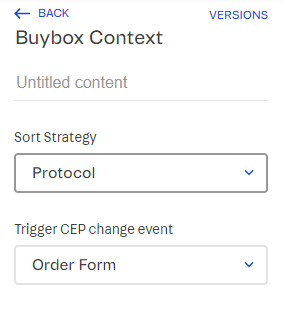 BACK
VERSIONS
Buybox Context
Untitled content
Sort Strategy
Protocol
Trigger CEP change event
Order Form